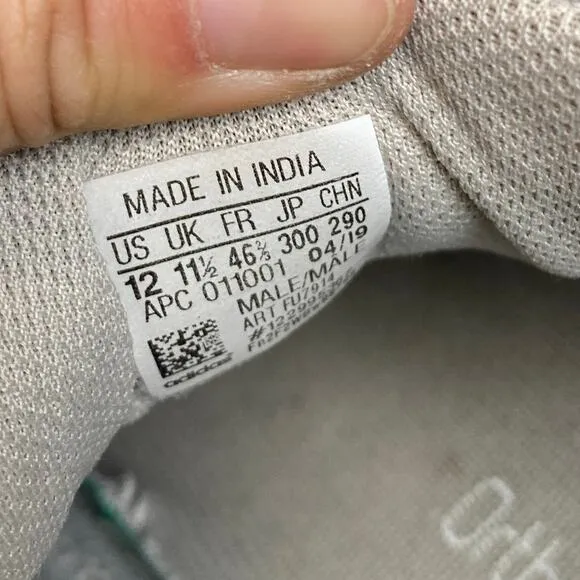 MADE IN INDIA
US UK FR JP CHN
12 11½ 46⅔ 300 290
APC 011001 04/19
MALE/MALE
ART
adidas
Orth